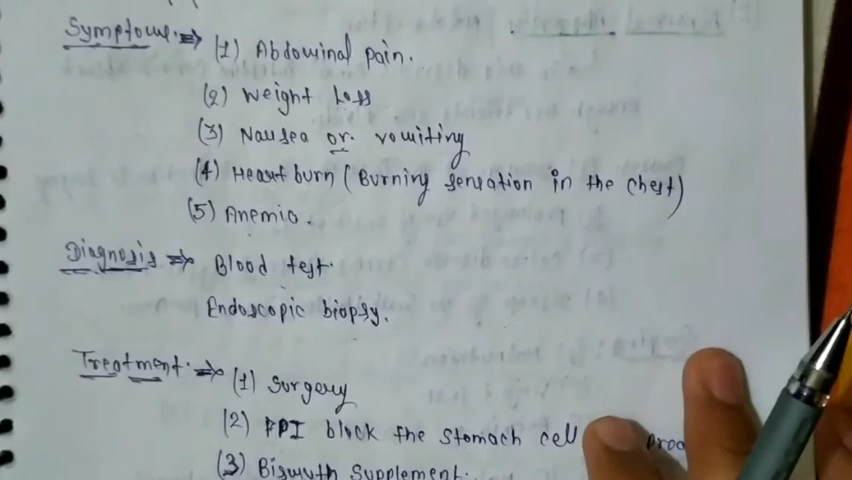 Symptoms ⇒ (1) Abdominal pain.
(2) Weight Loss
(3) Nausea or vomiting
(4) Heart burn (Burning sensation in the chest)
(5) Anemia.
Diagnosis ⇒ Blood test.
Endoscopic biopsy.
Treatment ⇒ (1) Surgery
(2) PPI block the stomach cell
(3) Bismuth Supplement.